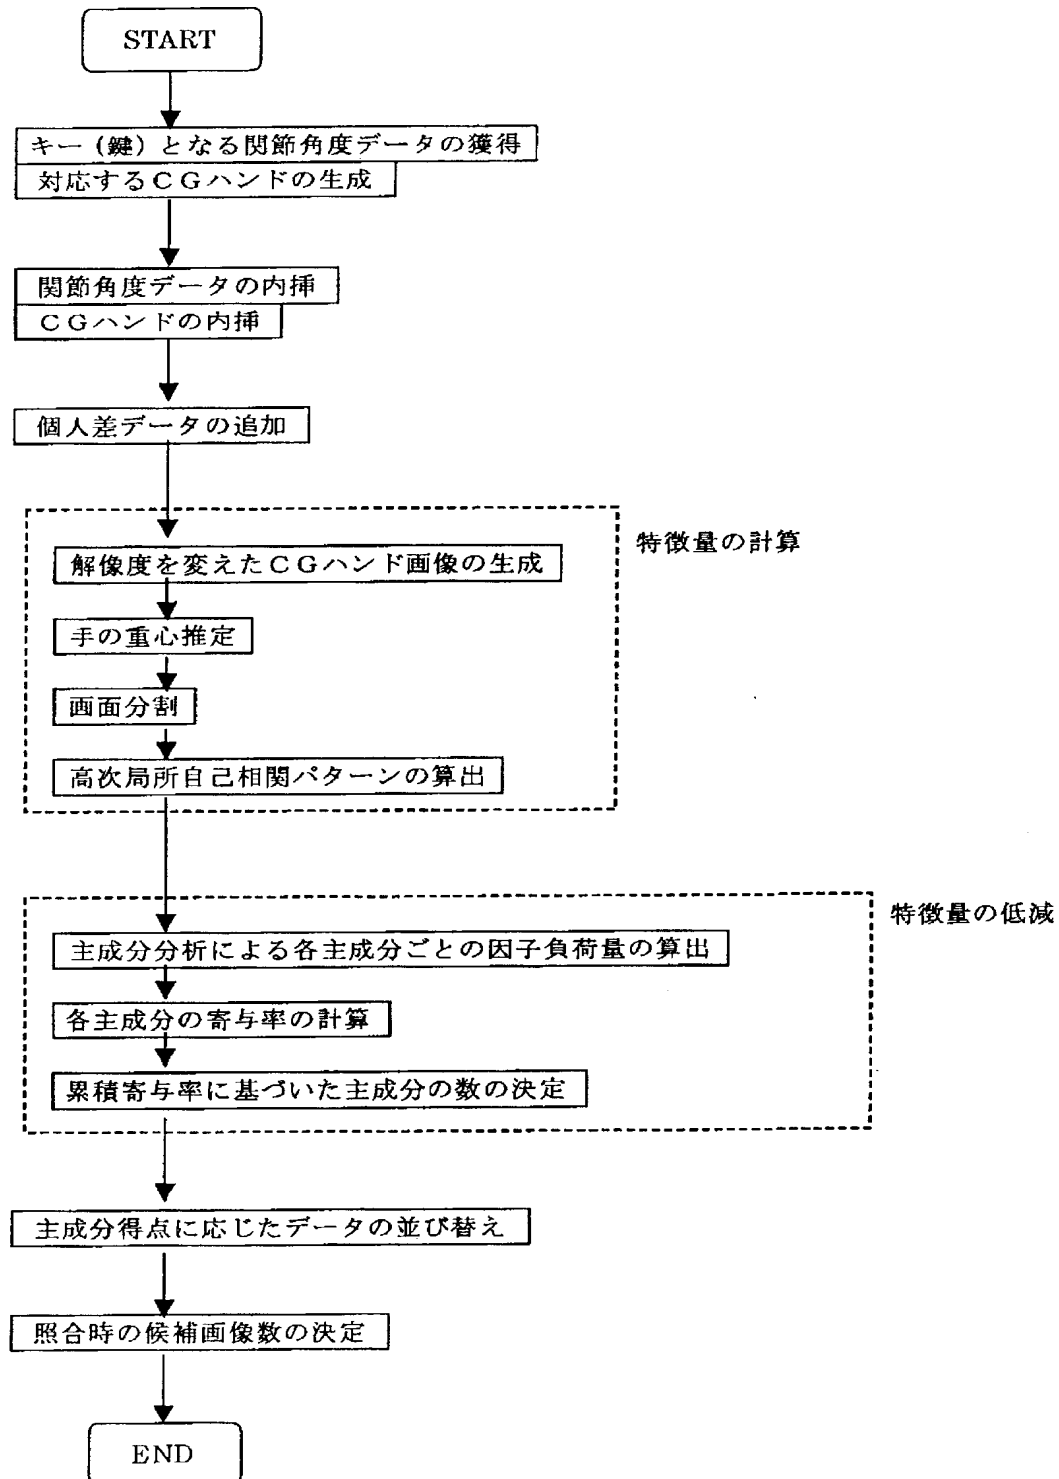 START
キー（鍵）となる関節角度データの獲得
対応するＣＧハンドの生成
関節角度データの内挿
ＣＧハンドの内挿
個人差データの追加
特徴量の計算
解像度を変えたＣＧハンド画像の生成
手の重心推定
画面分割
高次局所自己相関パターンの算出
特徴量の低減
主成分分析による各主成分ごとの因子負荷量の算出
各主成分の寄与率の計算
累積寄与率に基づいた主成分の数の決定
主成分得点に応じたデータの並び替え
照合時の候補画像数の決定
END